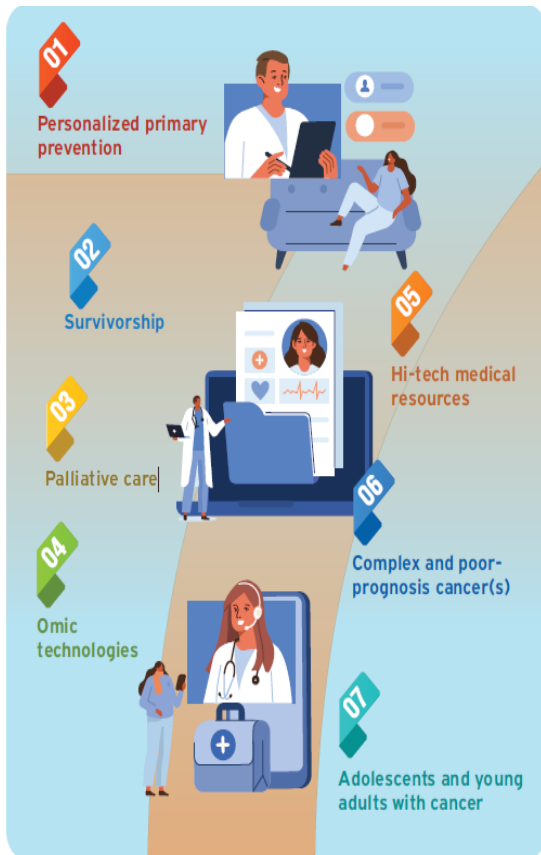 01
Personalized primary
prevention
02
Survivorship
03
Palliative care
04
Omic
technologies
05
Hi-tech medical
resources
06
Complex and poor-
prognosis cancer(s)
07
Adolescents and young
adults with cancer